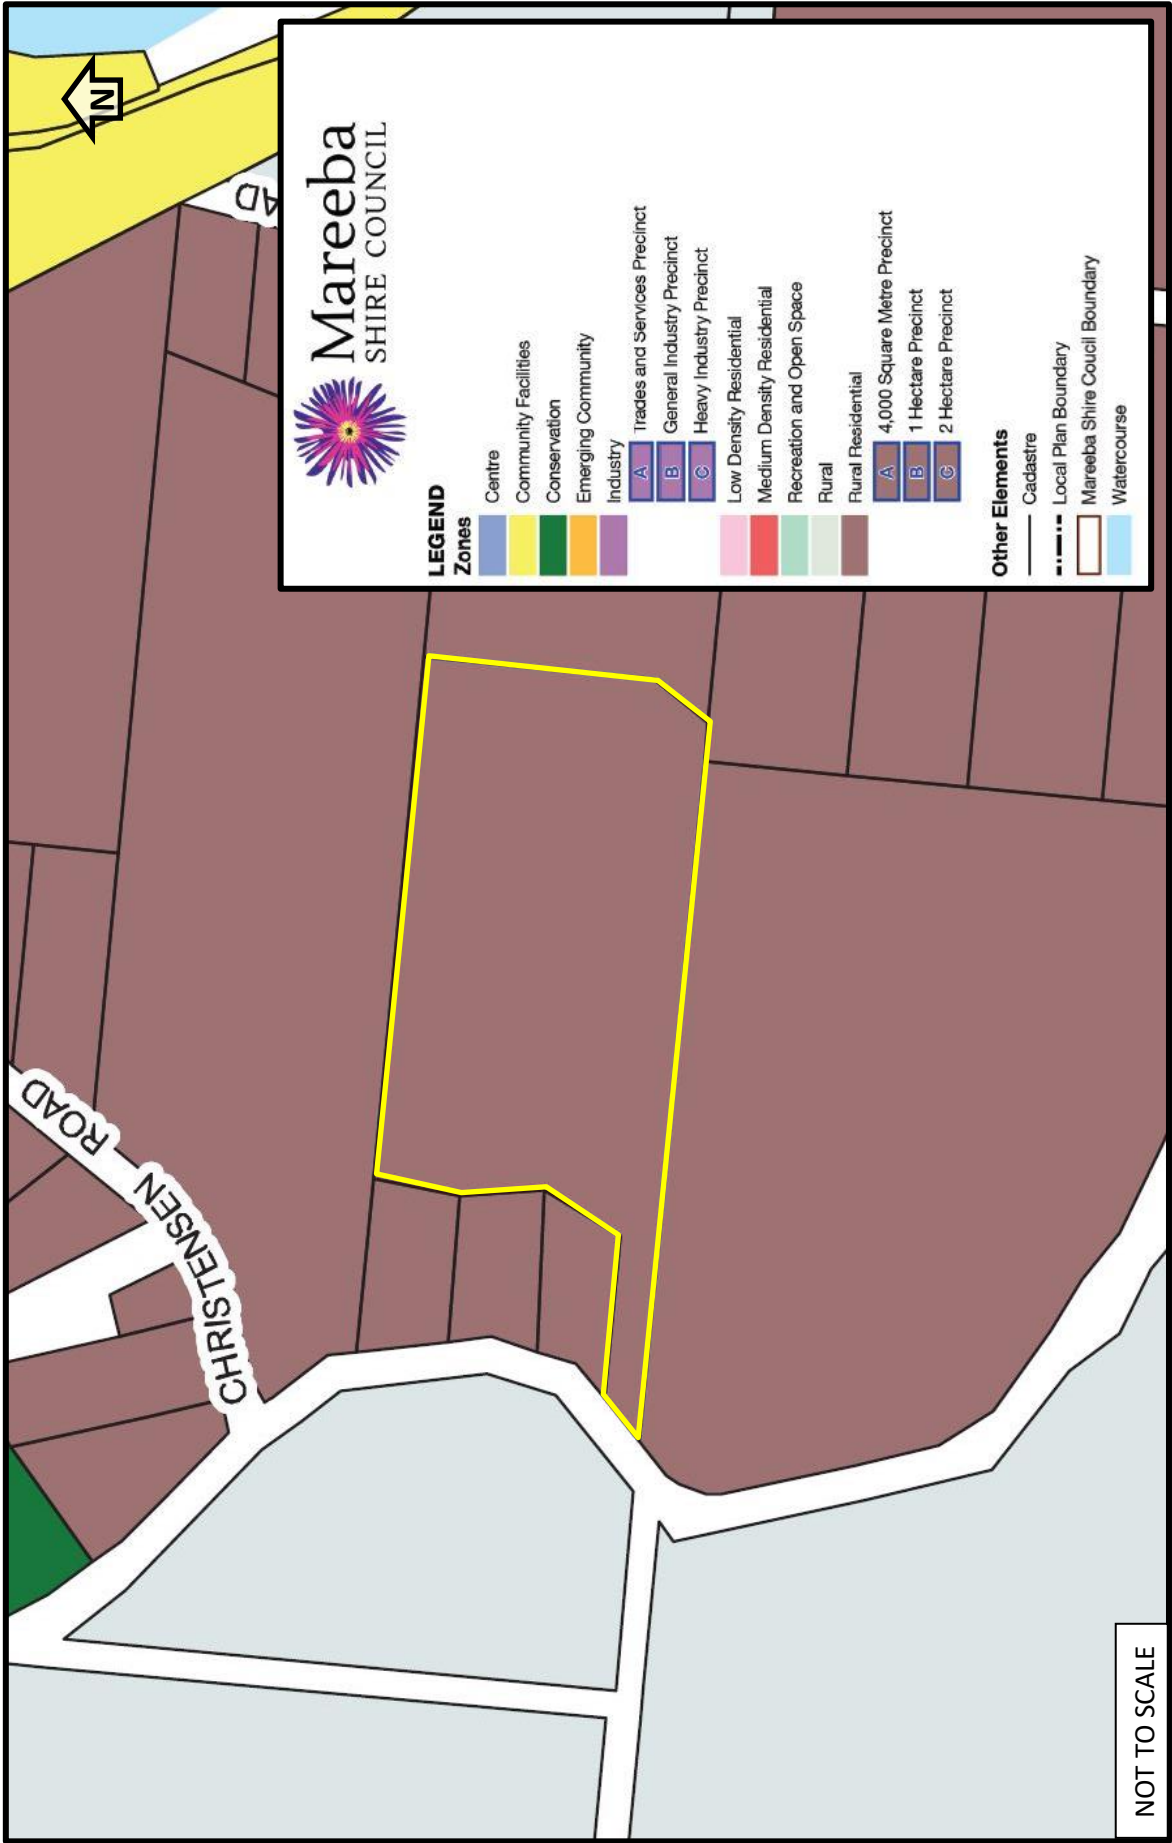 N
CHRISTENSEN ROAD
AD
Mareeba
SHIRE COUNCIL
LEGEND
Zones
Centre
Community Facilities
Conservation
Emerging Community
Industry
A Trades and Services Precinct
B General Industry Precinct
C Heavy Industry Precinct
Low Density Residential
Medium Density Residential
Recreation and Open Space
Rural
Rural Residential
A 4,000 Square Metre Precinct
B 1 Hectare Precinct
C 2 Hectare Precinct
Other Elements
Cadastre
Local Plan Boundary
Mareeba Shire Coucil Boundary
Watercourse
NOT TO SCALE